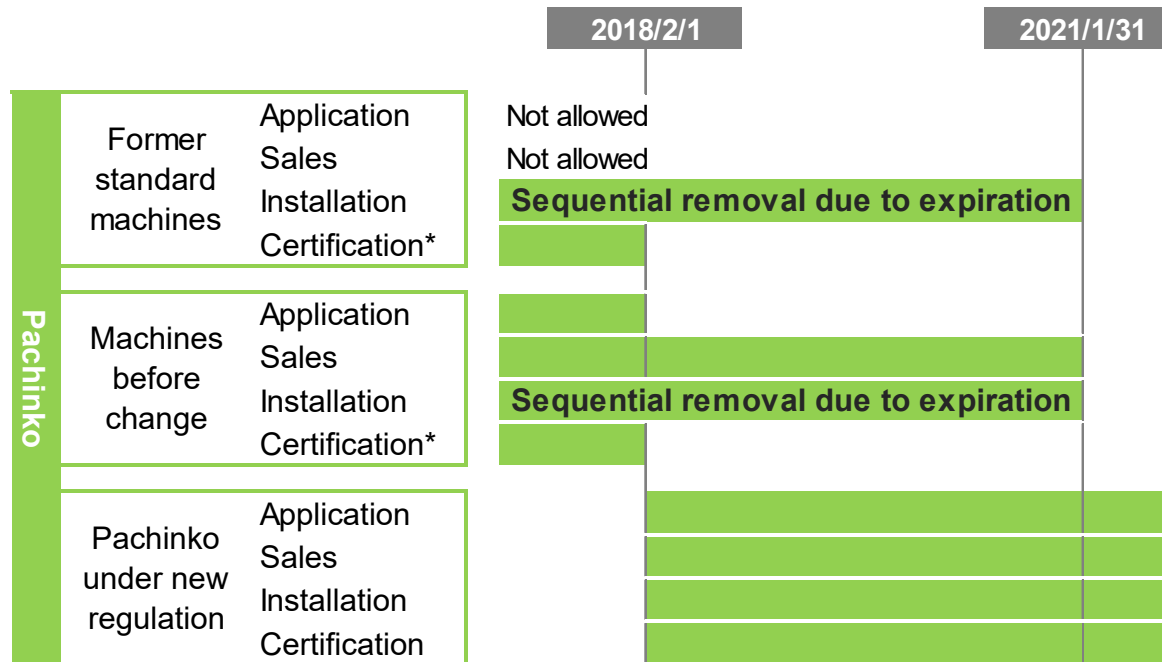 2018/2/1
2021/1/31
Pachinko
Former
standard
machines
Application
Not allowed
Sales
Not allowed
Installation
Sequential removal due to expiration
Certification*
Machines
before
change
Application
Sales
Installation
Sequential removal due to expiration
Certification*
Pachinko
under new
regulation
Application
Sales
Installation
Certification